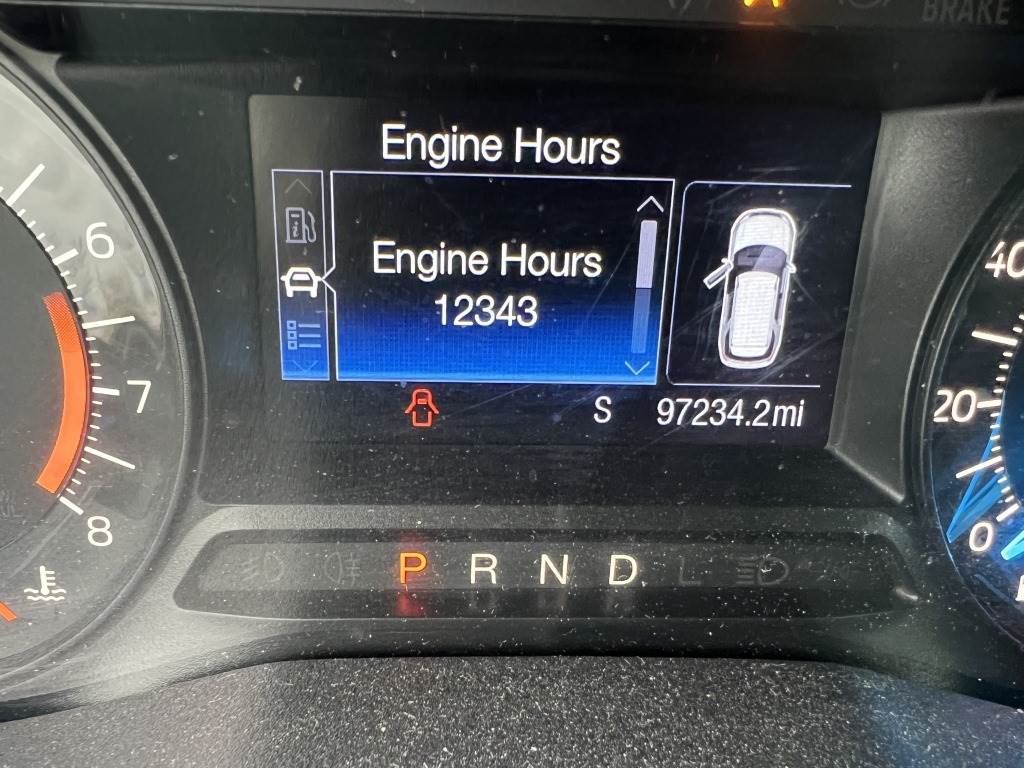 BRAKE
Engine Hours
Engine Hours
12343
S 97234.2mi
6
7
8
40
20
0
P R N D L